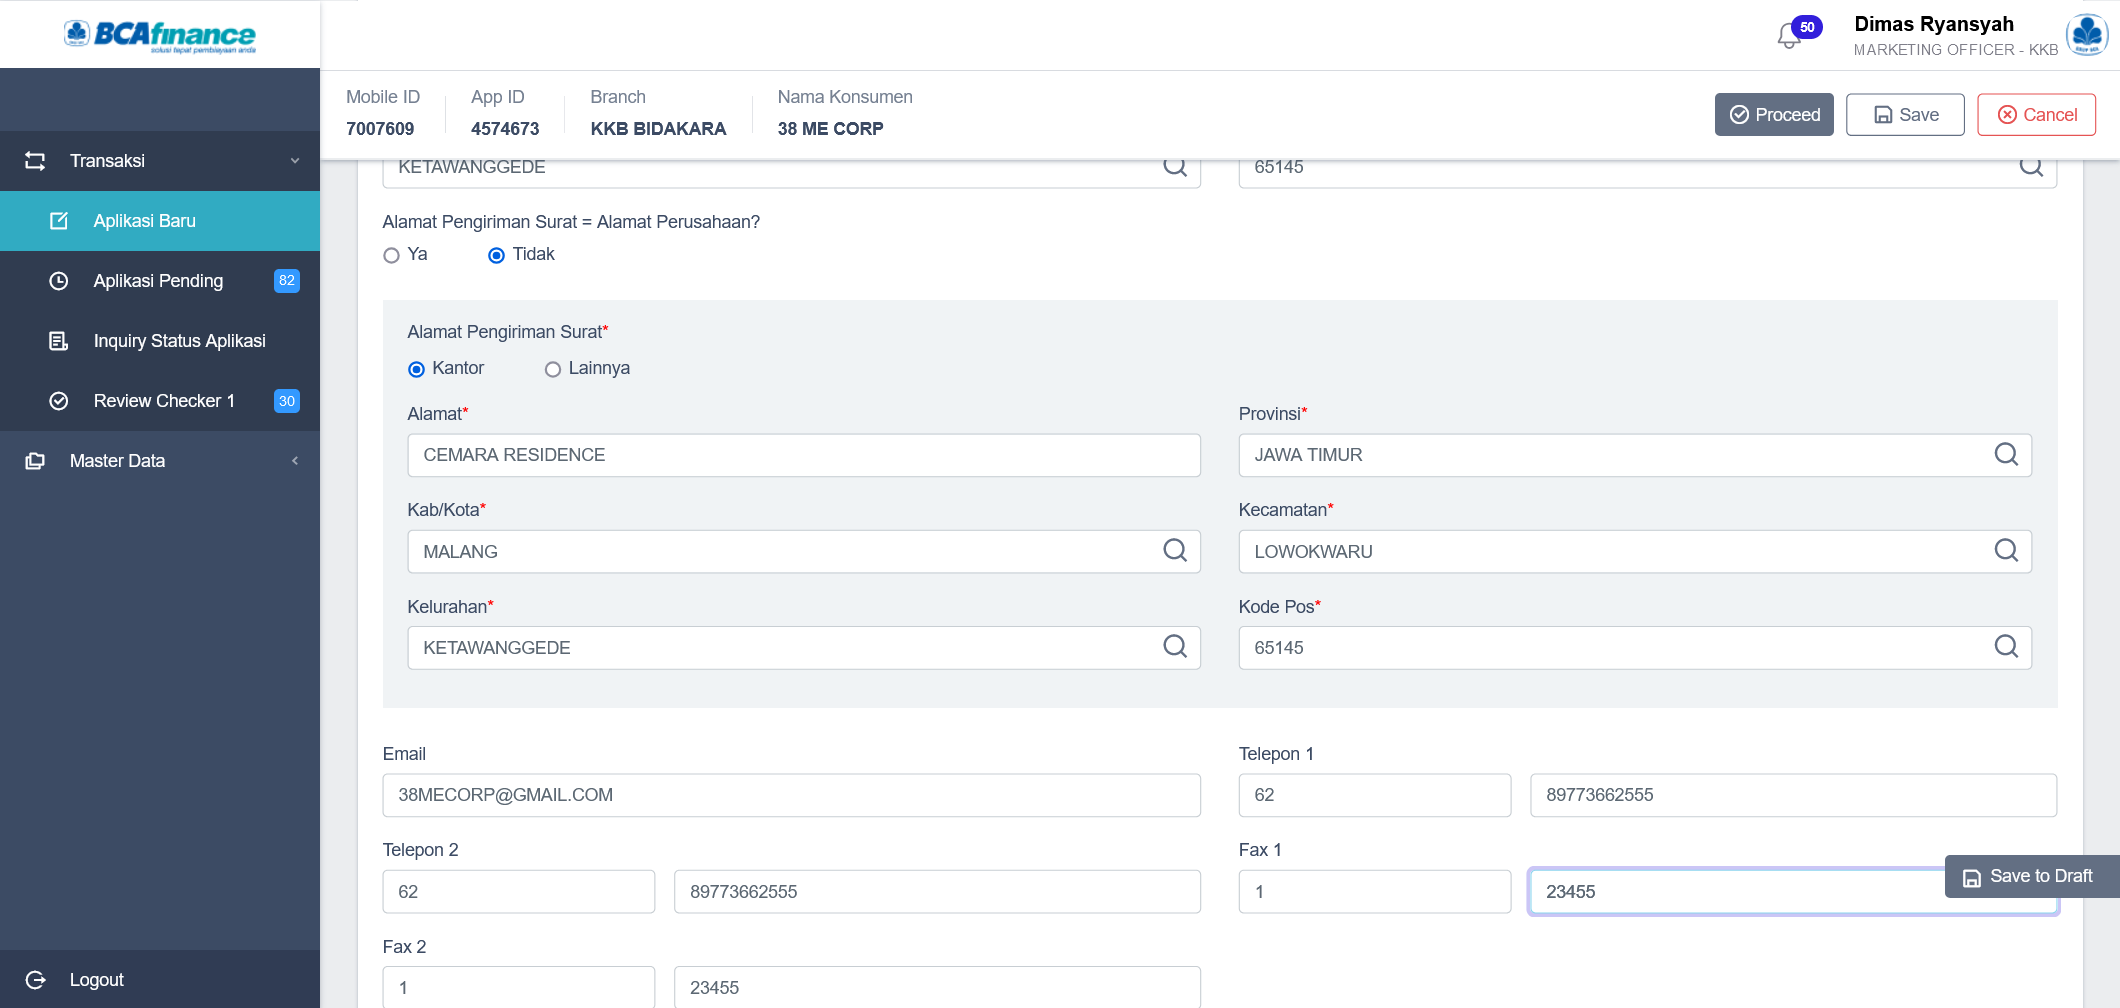 BCAfinance
solusi tepat pembiayaan anda
50
Dimas Ryansyah
MARKETING OFFICER - KKB
Mobile ID
7007609
App ID
4574673
Branch
KKB BIDAKARA
Nama Konsumen
38 ME CORP
Proceed
Save
Cancel
Transaksi
Aplikasi Baru
Aplikasi Pending
82
Inquiry Status Aplikasi
Review Checker 1
30
Master Data
Logout
KETAWANGGEDE
65145
Alamat Pengiriman Surat = Alamat Perusahaan?
Ya
Tidak
Alamat Pengiriman Surat*
Kantor
Lainnya
Alamat*
CEMARA RESIDENCE
Provinsi*
JAWA TIMUR
Kab/Kota*
MALANG
Kecamatan*
LOWOKWARU
Kelurahan*
KETAWANGGEDE
Kode Pos*
65145
Email
38MECORP@GMAIL.COM
Telepon 1
62
89773662555
Telepon 2
62
89773662555
Fax 1
1
23455
Save to Draft
Fax 2
1
23455